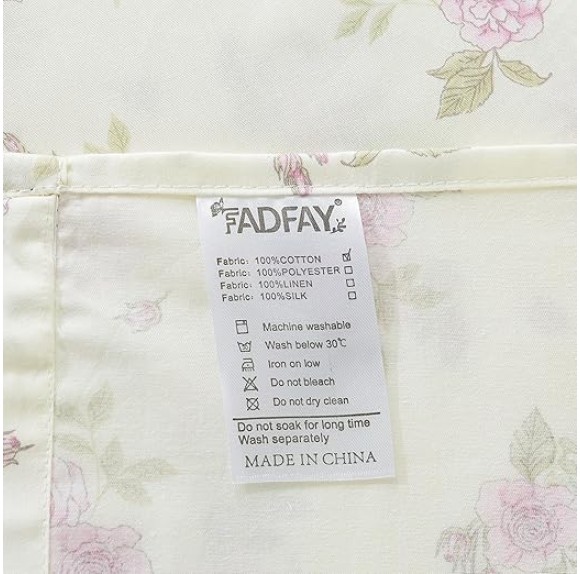 FADFAY®
Fabric: 100%COTTON ☑
Fabric: 100%POLYESTER ☐
Fabric: 100%LINEN ☐
Fabric: 100%SILK ☐
Machine washable
Wash below 30℃
Iron on low
Do not bleach
Do not dry clean
Do not soak for long time
Wash separately
MADE IN CHINA